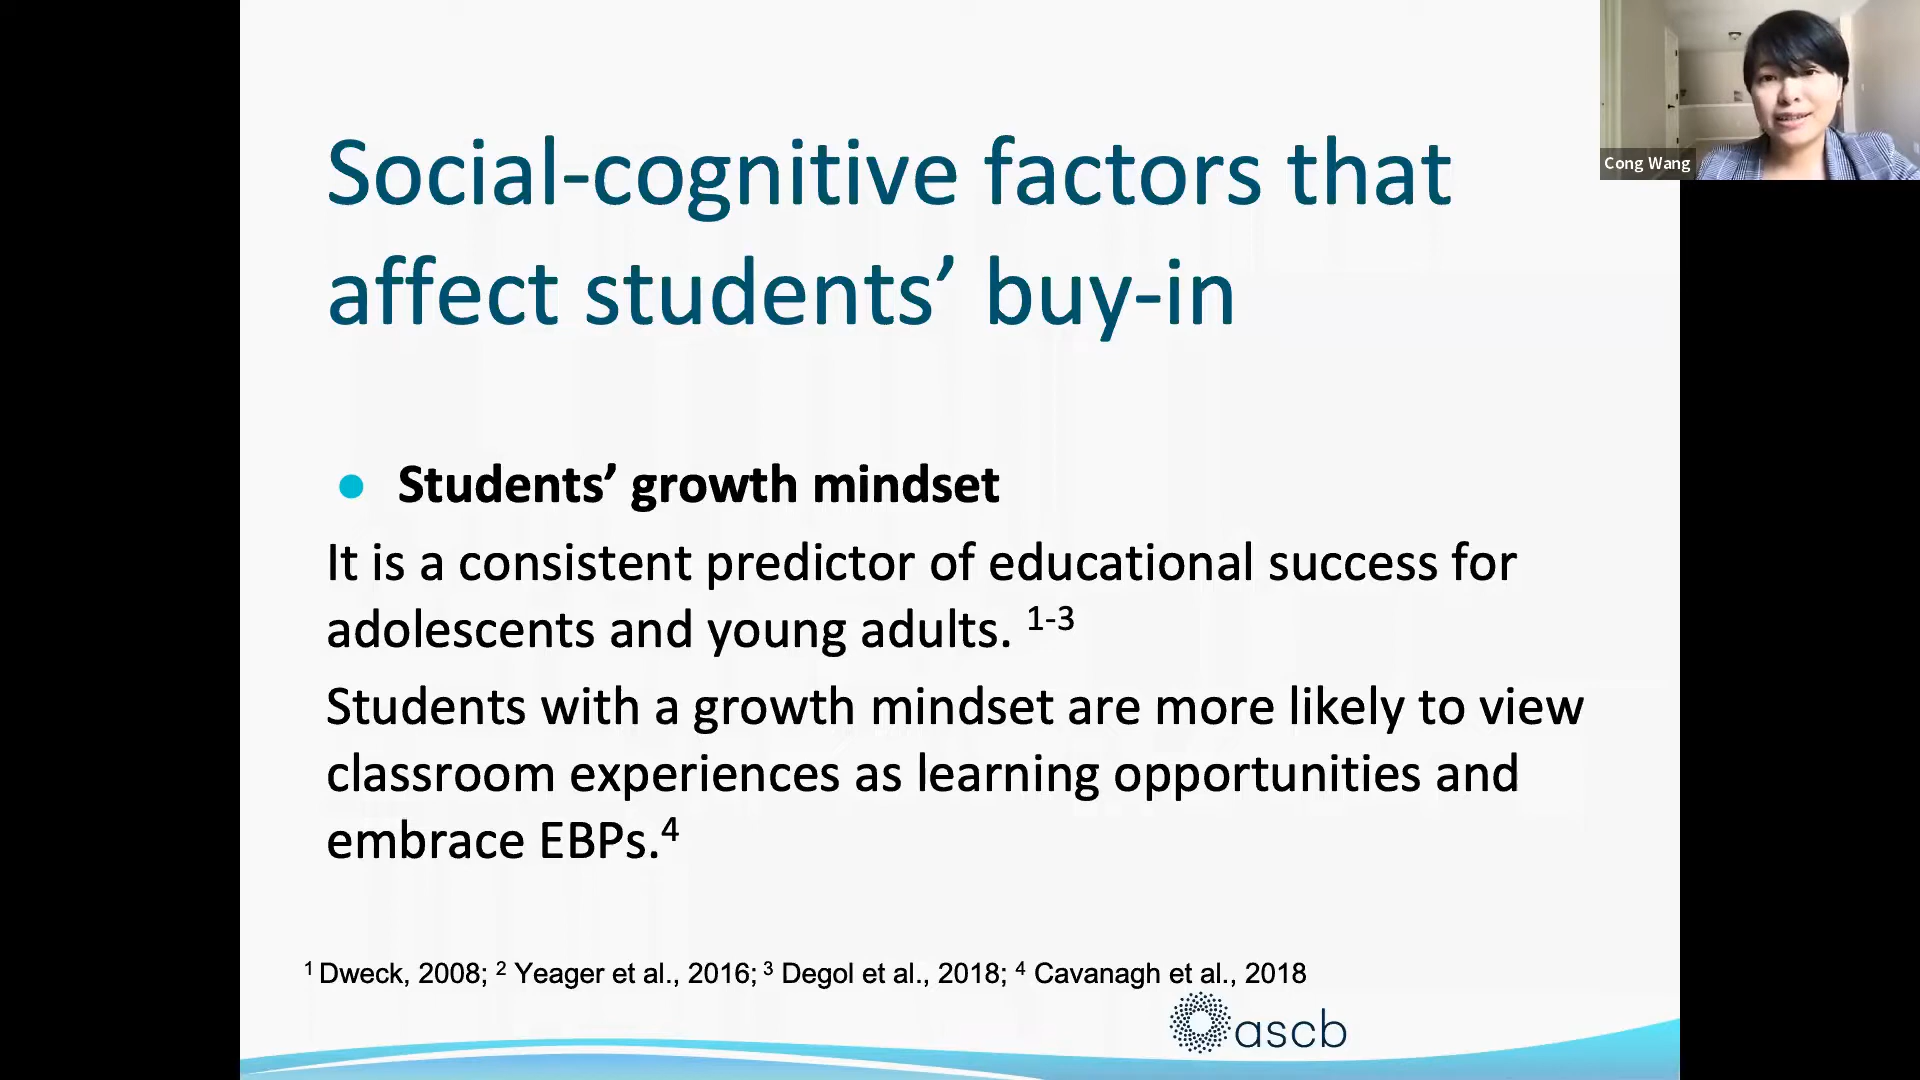 Social-cognitive factors that
affect students’ buy-in
Cong Wang
● Students’ growth mindset
It is a consistent predictor of educational success for
adolescents and young adults. 1-3
Students with a growth mindset are more likely to view
classroom experiences as learning opportunities and
embrace EBPs.4
1 Dweck, 2008; 2 Yeager et al., 2016; 3 Degol et al., 2018; 4 Cavanagh et al., 2018
ascb